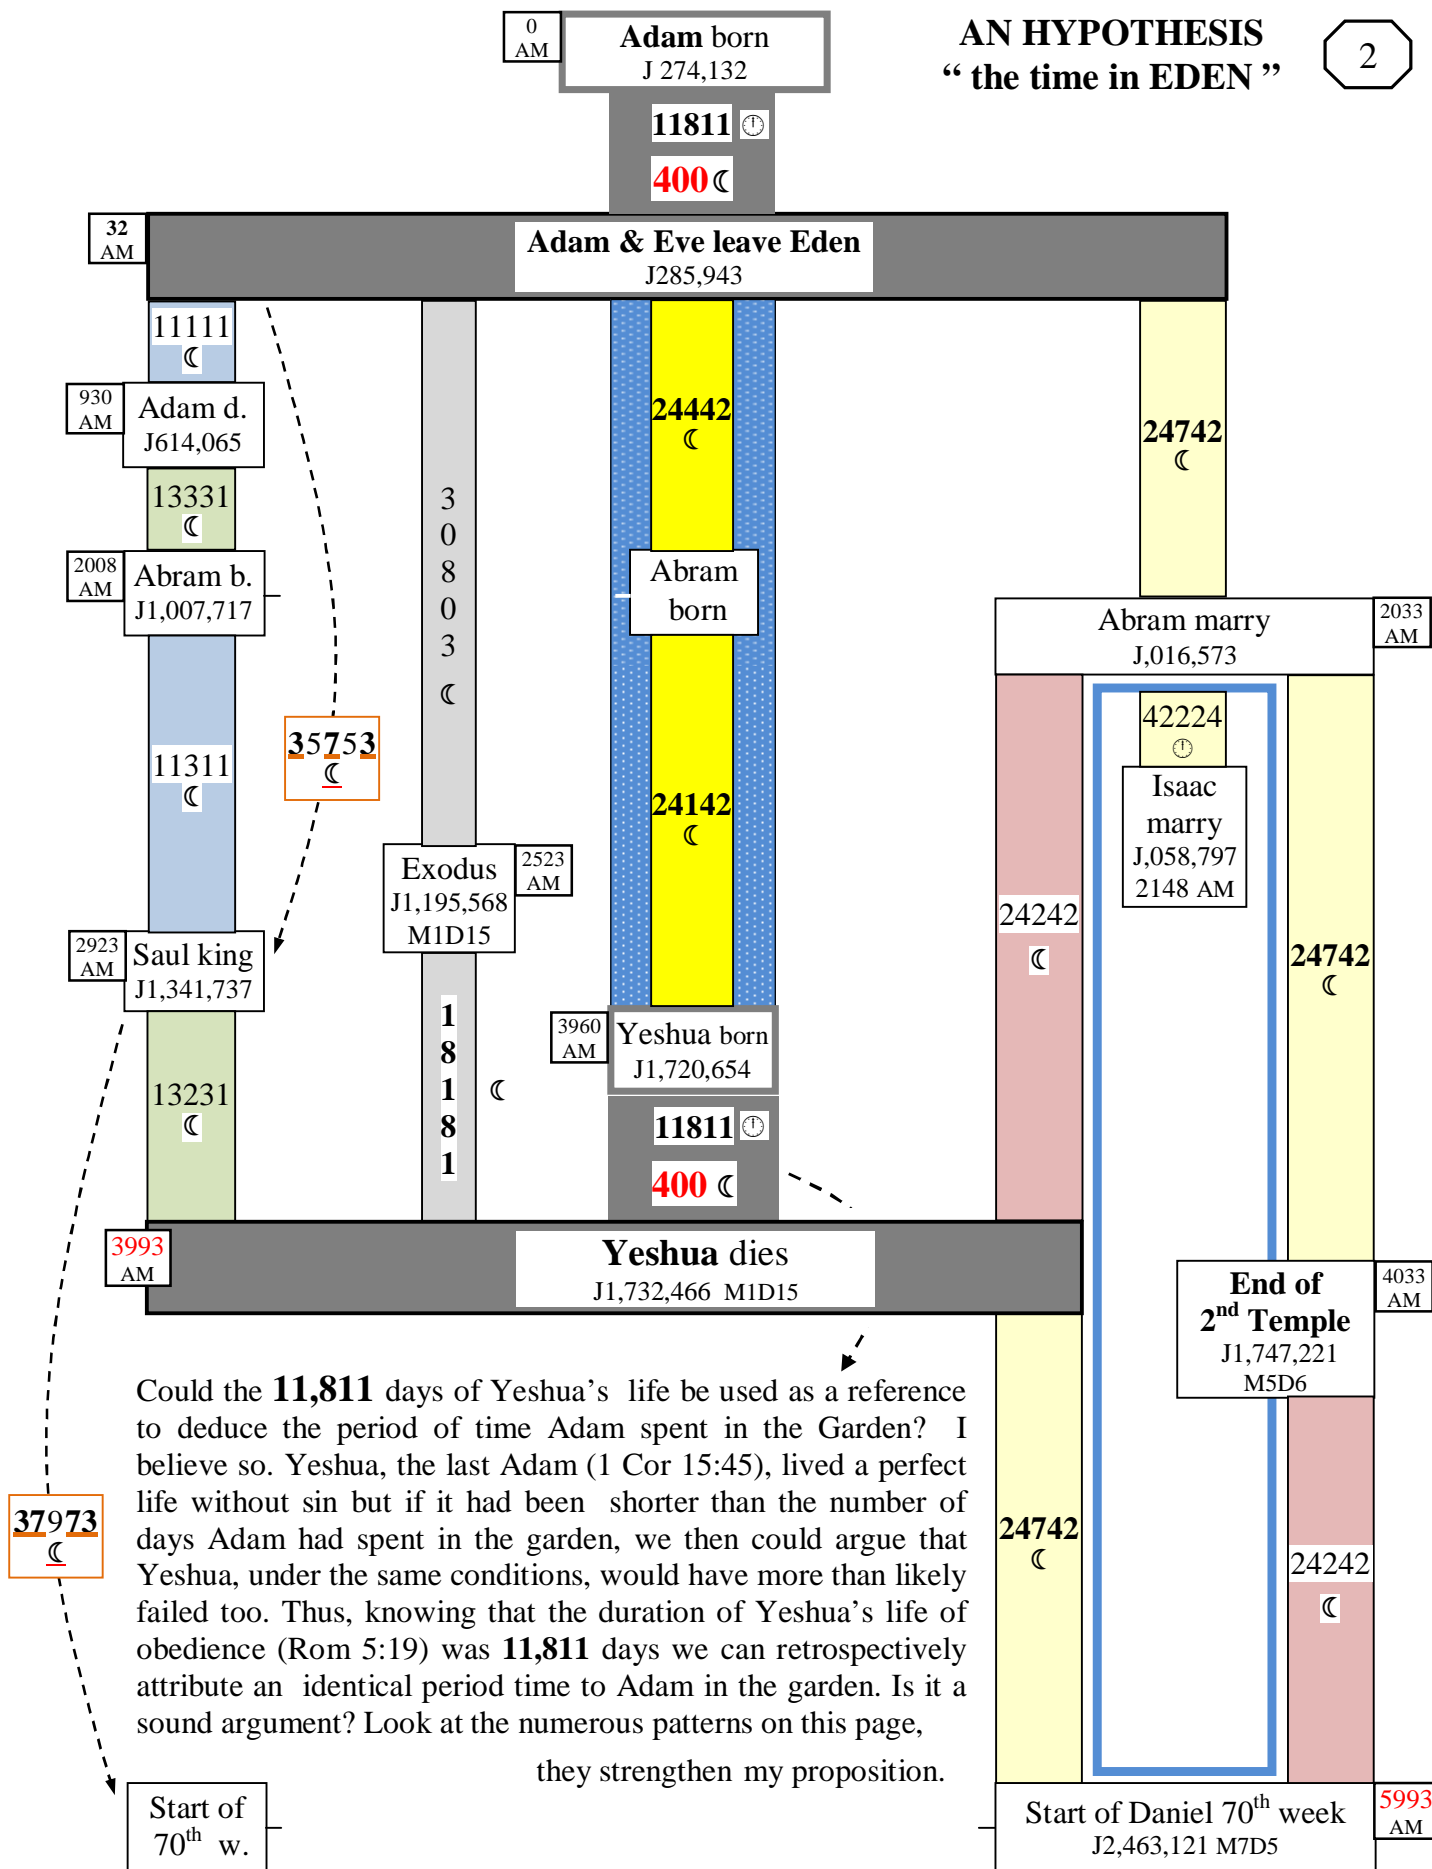 0
AM
Adam born
J 274,132
AN HYPOTHESIS
“ the time in EDEN ”
2
11811
400
32
AM
Adam & Eve leave Eden
J285,943
11111
930
AM
Adam d.
J614,065
13331
2008
AM
Abram b.
J1,007,717
11311
35753
2923
AM
Saul king
J1,341,737
13231
37973
3
0
8
0
3
Exodus
J1,195,568
M1D15
2523
AM
1
8
1
8
1
24442
Abram
born
24142
3960
AM
Yeshua born
J1,720,654
11811
400
24742
Abram marry
J,016,573
2033
AM
42224
Isaac
marry
J,058,797
2148 AM
24242
24742
3993
AM
Yeshua dies
J1,732,466 M1D15
End of
2nd Temple
J1,747,221
M5D6
4033
AM
24742
24242
Could the 11,811 days of Yeshua’s life be used as a reference
to deduce the period of time Adam spent in the Garden? I
believe so. Yeshua, the last Adam (1 Cor 15:45), lived a perfect
life without sin but if it had been shorter than the number of
days Adam had spent in the garden, we then could argue that
Yeshua, under the same conditions, would have more than likely
failed too. Thus, knowing that the duration of Yeshua’s life of
obedience (Rom 5:19) was 11,811 days we can retrospectively
attribute an identical period time to Adam in the garden. Is it a
sound argument? Look at the numerous patterns on this page,
they strengthen my proposition.
Start of
70th w.
Start of Daniel 70th week
J2,463,121 M7D5
5993
AM